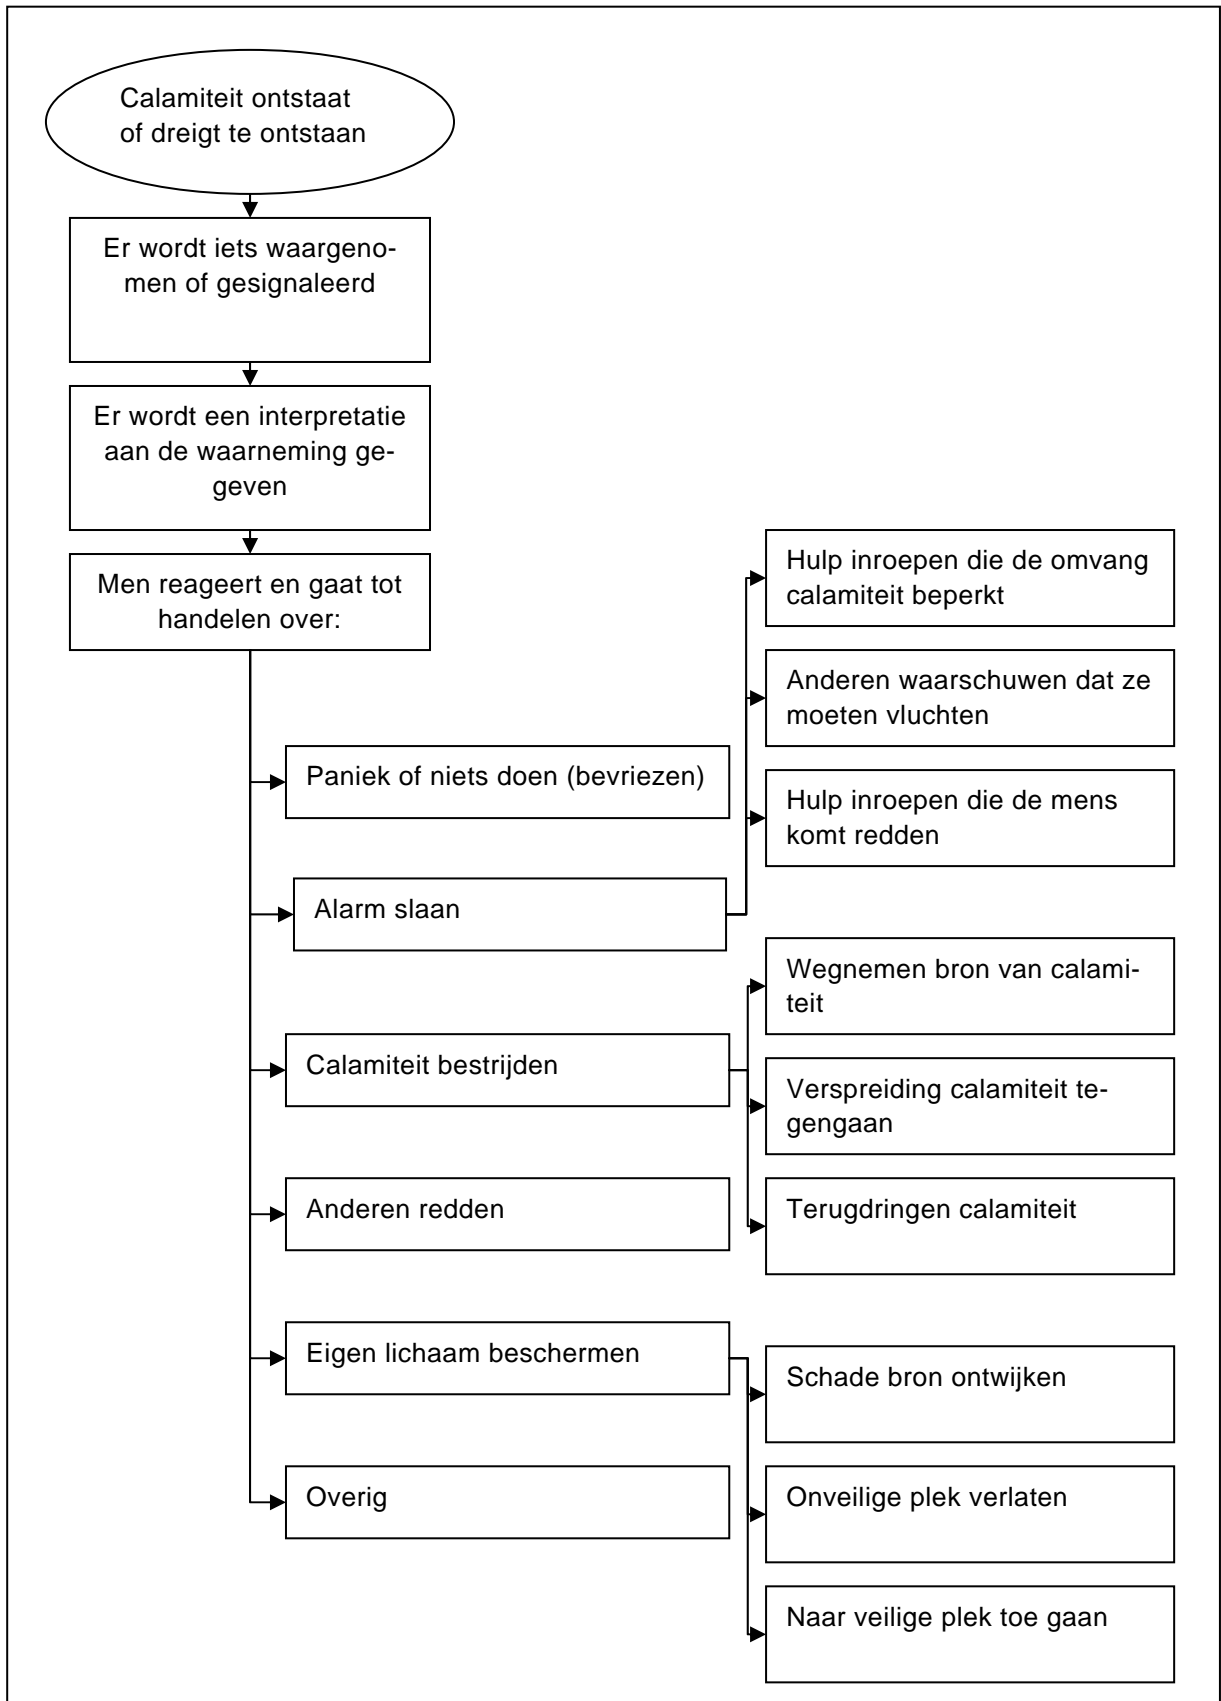 Calamiteit ontstaat
of dreigt te ontstaan
Er wordt iets waargeno-
men of gesignaleerd
Er wordt een interpretatie
aan de waarneming ge-
geven
Men reageert en gaat tot
handelen over:
Paniek of niets doen (bevriezen)
Alarm slaan
Hulp inroepen die de omvang
calamiteit beperkt
Anderen waarschuwen dat ze
moeten vluchten
Hulp inroepen die de mens
komt redden
Calamiteit bestrijden
Wegnemen bron van calami-
teit
Verspreiding calamiteit te-
gengaan
Terugdringen calamiteit
Anderen redden
Eigen lichaam beschermen
Schade bron ontwijken
Onveilige plek verlaten
Naar veilige plek toe gaan
Overig